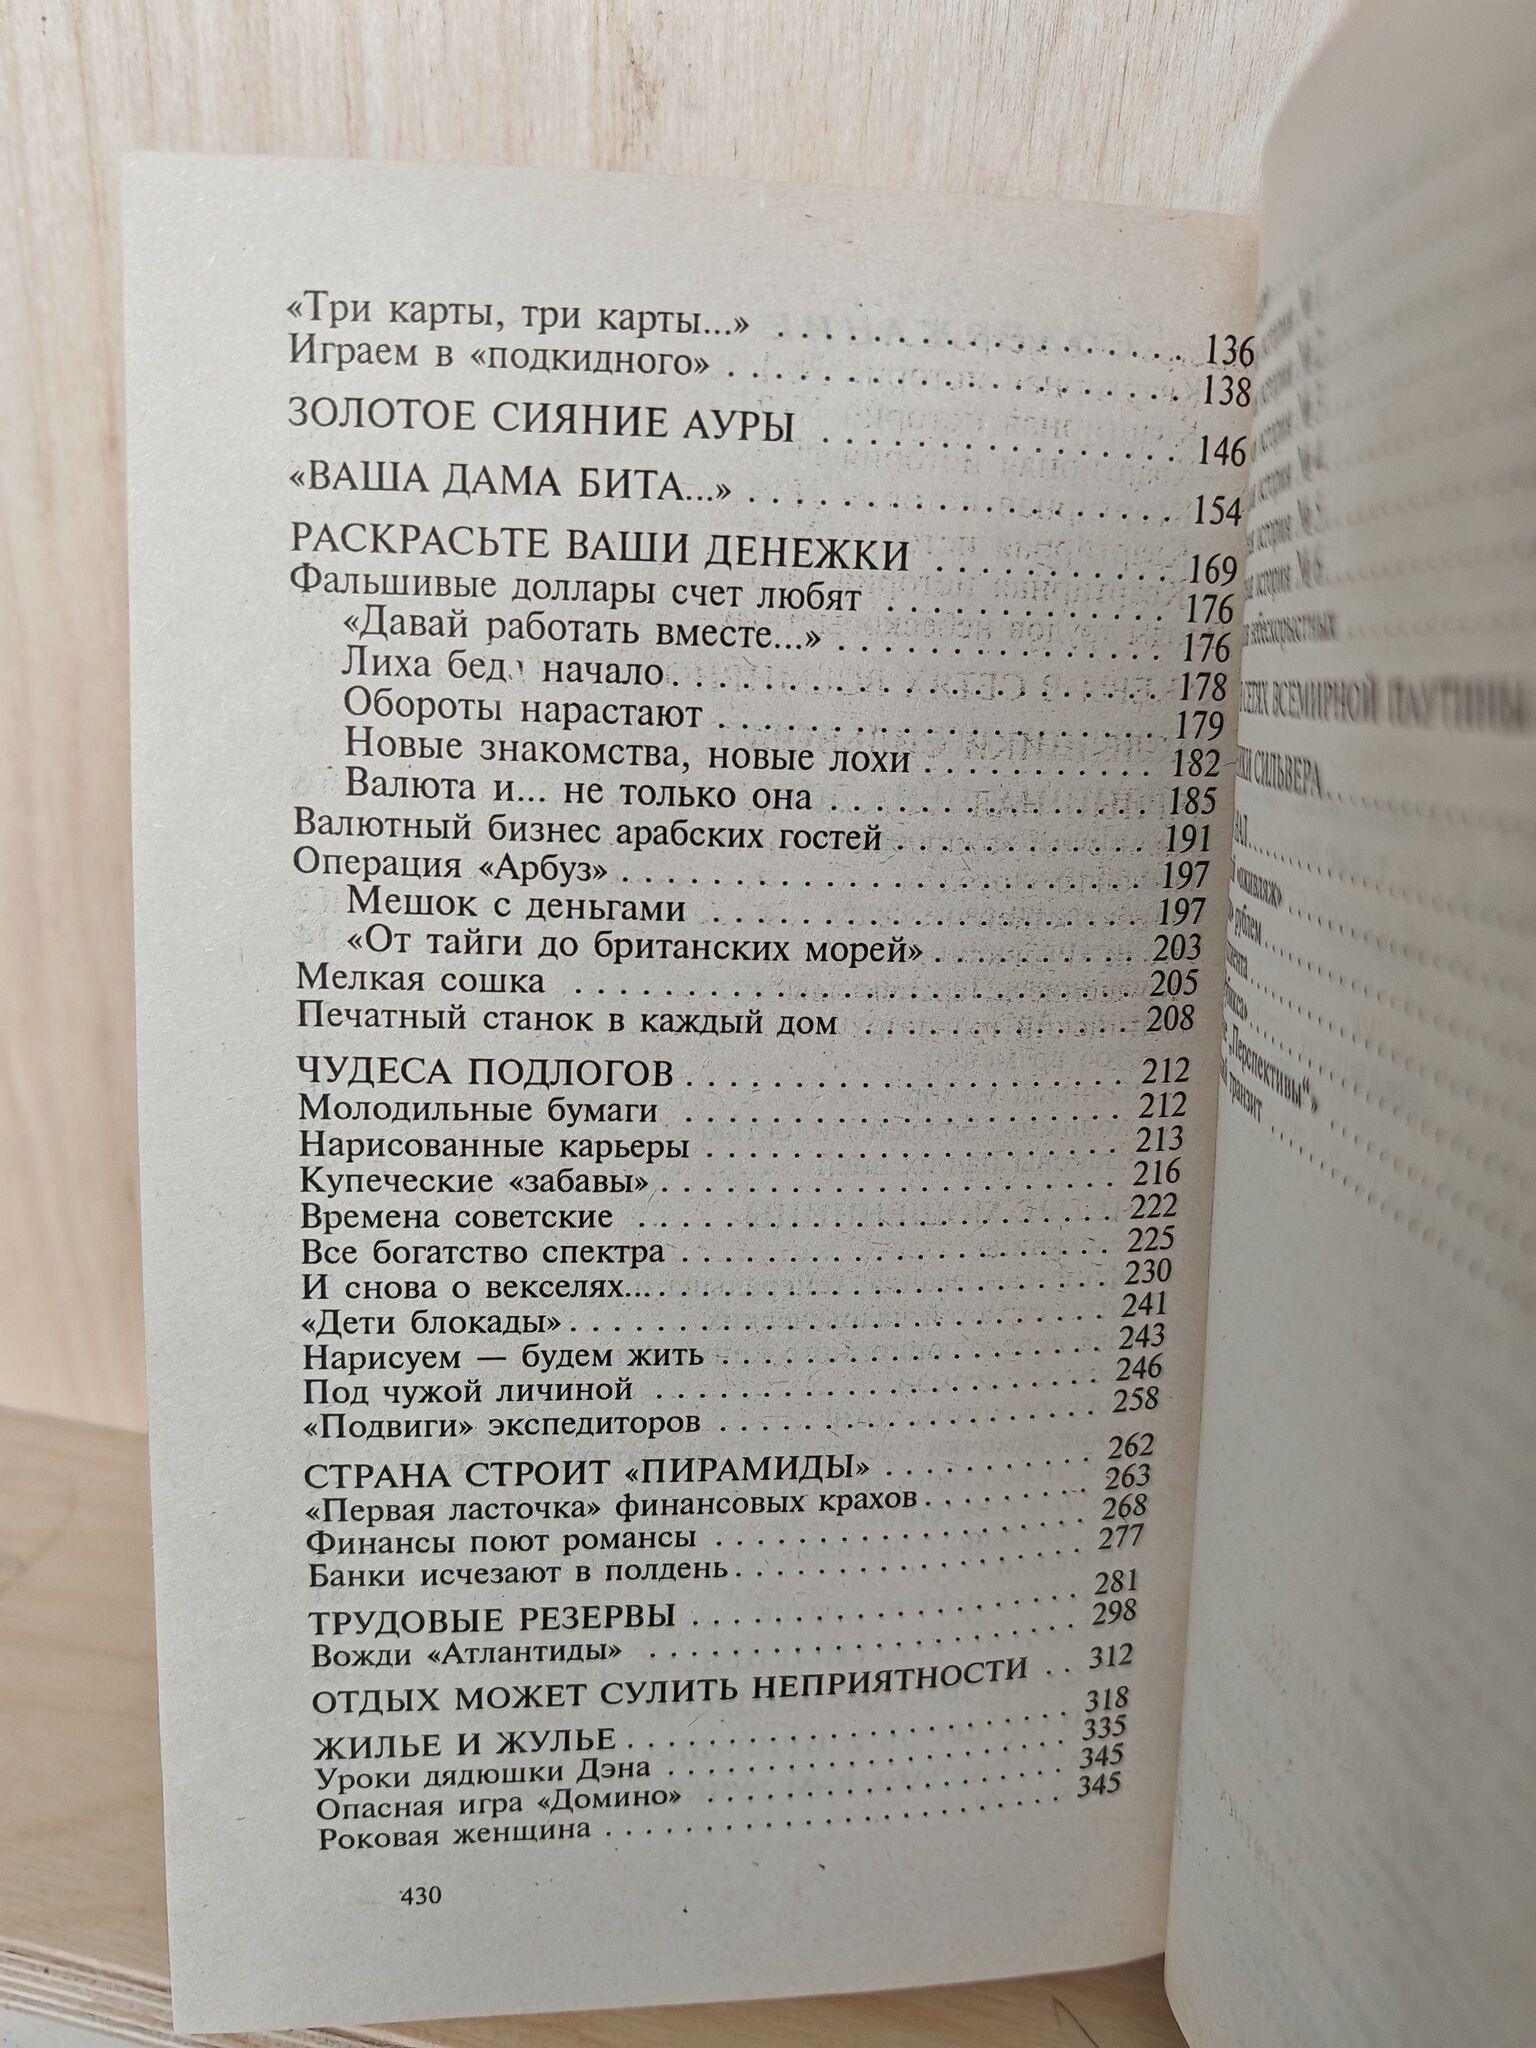 «Три карты, три карты...» . . . . . . . . . . . . . . . . . 136
Играем в «подкидного» . . . . . . . . . . . . . . . . . . . 138
ЗОЛОТОЕ СИЯНИЕ АУРЫ . . . . . . . . . . . . . . . 146
«ВАША ДАМА БИТА...» . . . . . . . . . . . . . . . . . . 154
РАСКРАСЬТЕ ВАШИ ДЕНЕЖКИ . . . . . . . . . . 169
Фальшивые доллары счет любят . . . . . . . . . . . . 176
«Давай работать вместе...» . . . . . . . . . . . . . . 176
Лиха беда начало . . . . . . . . . . . . . . . . . . . . . 178
Обороты нарастают . . . . . . . . . . . . . . . . . . . 179
Новые знакомства, новые лохи . . . . . . . . . . 182
Валюта и... не только она . . . . . . . . . . . . . . 185
Валютный бизнес арабских гостей . . . . . . . . . . . 191
Операция «Арбуз» . . . . . . . . . . . . . . . . . . . . . . . 197
Мешок с деньгами . . . . . . . . . . . . . . . . . . . 197
«От тайги до британских морей» . . . . . . . . . 203
Мелкая сошка . . . . . . . . . . . . . . . . . . . . . . . . . 205
Печатный станок в каждый дом . . . . . . . . . . . . 208
ЧУДЕСА ПОДЛОГОВ . . . . . . . . . . . . . . . . . . . . 212
Молодильные бумаги . . . . . . . . . . . . . . . . . . . . 212
Нарисованные карьеры . . . . . . . . . . . . . . . . . . . 213
Купеческие «забавы» . . . . . . . . . . . . . . . . . . . . . 216
Времена советские . . . . . . . . . . . . . . . . . . . . . . 222
Все богатство спектра . . . . . . . . . . . . . . . . . . . . 225
И снова о векселях... . . . . . . . . . . . . . . . . . . . . . 230
«Дети блокады» . . . . . . . . . . . . . . . . . . . . . . . . . 241
Нарисуем — будем жить . . . . . . . . . . . . . . . . . . 243
Под чужой личиной . . . . . . . . . . . . . . . . . . . . . 246
«Подвиги» экспедиторов . . . . . . . . . . . . . . . . . . 258
СТРАНА СТРОИТ «ПИРАМИДЫ» . . . . . . . . . . . 262
«Первая ласточка» финансовых крахов . . . . . . . . . 263
Финансы поют романсы . . . . . . . . . . . . . . . . . . 268
Банки исчезают в полдень . . . . . . . . . . . . . . . . . 277
ТРУДОВЫЕ РЕЗЕРВЫ . . . . . . . . . . . . . . . . . . . 281
Вожди «Атлантиды» . . . . . . . . . . . . . . . . . . . . . 298
ОТДЫХ МОЖЕТ СУЛИТЬ НЕПРИЯТНОСТИ . . 312
ЖИЛЬЕ И ЖУЛЬЕ . . . . . . . . . . . . . . . . . . . . . . 318
Уроки дядюшки Дэна . . . . . . . . . . . . . . . . . . . . 335
Опасная игра «Домино» . . . . . . . . . . . . . . . . . . 345
Роковая женщина . . . . . . . . . . . . . . . . . . . . . . . 345
430
СЕТЯХ ВСЕМИРНОЙ ПАУТИНЫ
СИЛЬВЕРА
рублем
„Перспективы“»
транзит